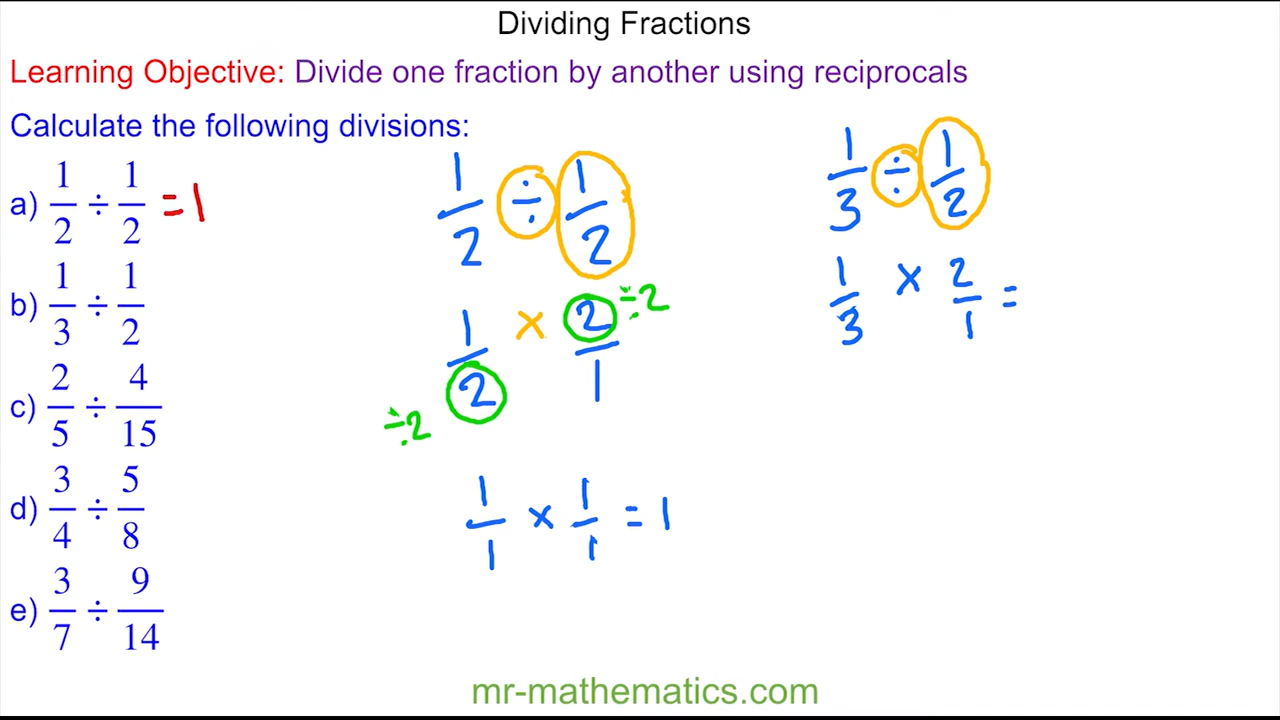 Dividing Fractions
Learning Objective: Divide one fraction by another using reciprocals
Calculate the following divisions:
a) 1/2 ÷ 1/2 = 1
b) 1/3 ÷ 1/2
c) 2/5 ÷ 4/15
d) 3/4 ÷ 5/8
e) 3/7 ÷ 9/14
1/2 ÷ 1/2
1/2 × 2/1
÷2
÷2
1/1 × 1/1 = 1
1/3 ÷ 1/2
1/3 × 2/1 =
mr-mathematics.com